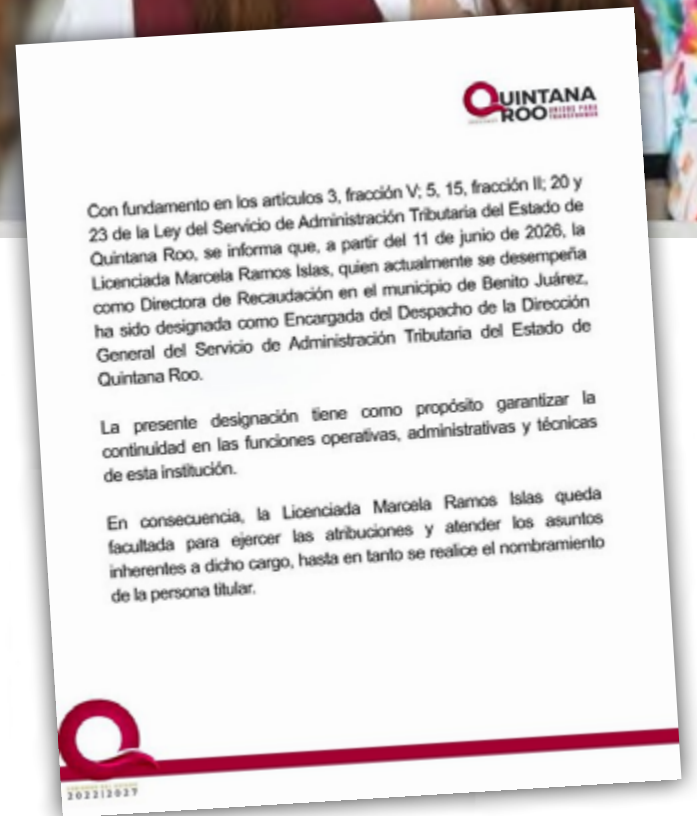 QUINTANA
ROO UNIDOS PARA
TRANSFORMAR
Con fundamento en los artículos 3, fracción V; 5, 15, fracción II; 20 y
23 de la Ley del Servicio de Administración Tributaria del Estado de
Quintana Roo, se informa que, a partir del 11 de junio de 2026, la
Licenciada Marcela Ramos Islas, quien actualmente se desempeña
como Directora de Recaudación en el municipio de Benito Juárez,
ha sido designada como Encargada del Despacho de la Dirección
General del Servicio de Administración Tributaria del Estado de
Quintana Roo.
La presente designación tiene como propósito garantizar la
continuidad en las funciones operativas, administrativas y técnicas
de esta institución.
En consecuencia, la Licenciada Marcela Ramos Islas queda
facultada para ejercer las atribuciones y atender los asuntos
inherentes a dicho cargo, hasta en tanto se realice el nombramiento
de la persona titular.
2022|2027